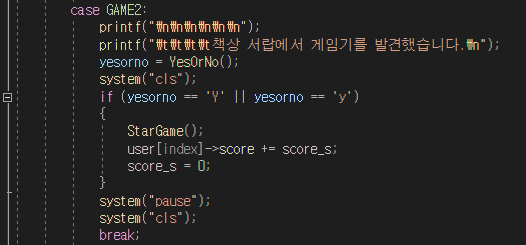 case GAME2:
printf("₩n₩n₩n₩n₩n₩n");
printf("₩t₩t₩t₩t책상 서랍에서 게임기를 발견했습니다.₩n");
yesorno = YesOrNo();
system("cls");
if (yesorno == 'Y' || yesorno == 'y')
{
StarGame();
user[index]->score += score_s;
score_s = 0;
}
system("pause");
system("cls");
break;